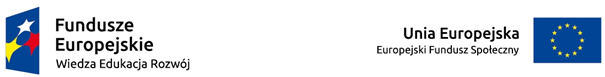 Fundusze
Europejskie
Wiedza Edukacja Rozwój
Unia Europejska
Europejski Fundusz Społeczny